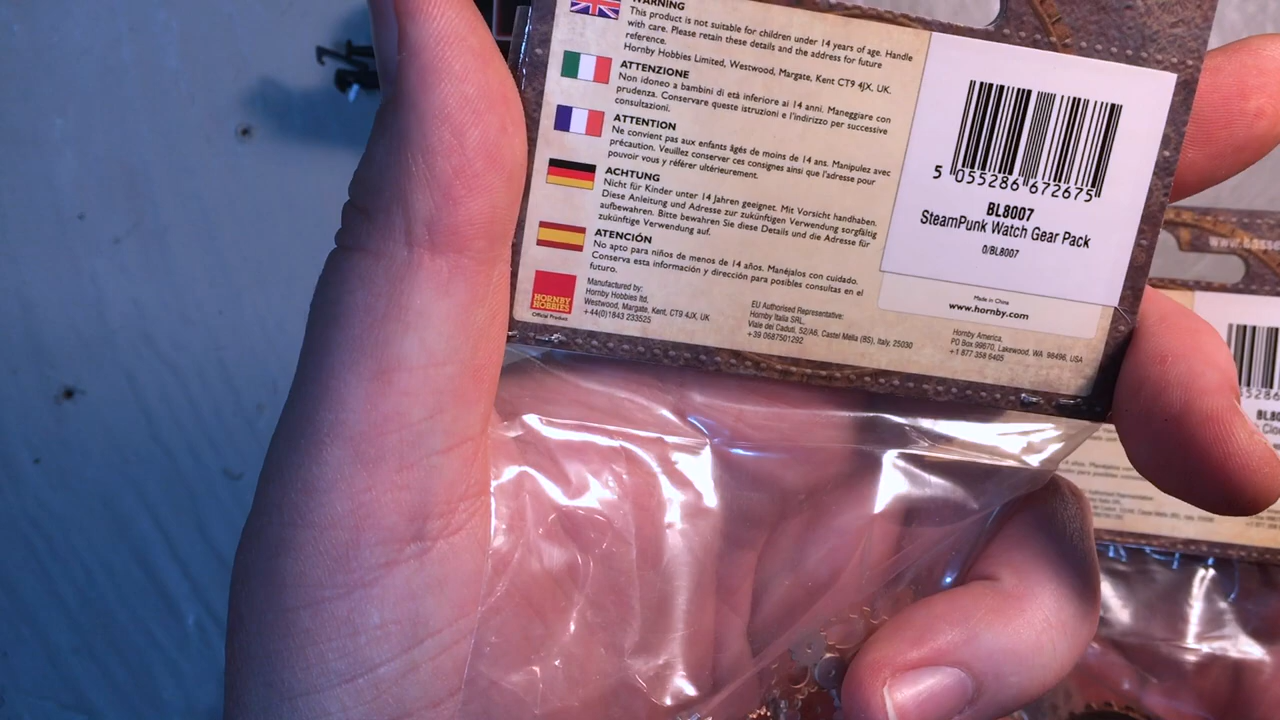 WARNING
This product is not suitable for children under 14 years of age. Handle
with care. Please retain these details and the address for future
reference.
Hornby Hobbies Limited, Westwood, Margate, Kent CT9 4JX, UK.
ATTENZIONE
Non idoneo a bambini di età inferiore ai 14 anni. Maneggiare con
prudenza. Conservare queste istruzioni e l'indirizzo per successive
consultazioni.
ATTENTION
Ne convient pas aux enfants âgés de moins de 14 ans. Manipulez avec
précaution. Veuillez conserver ces consignes ainsi que l'adresse pour
pouvoir vous y référer ultérieurement.
ACHTUNG
Nicht für Kinder unter 14 Jahren geeignet. Mit Vorsicht handhaben.
Diese Anleitung und Adresse zur zukünftigen Verwendung sorgfältig
aufbewahren. Bitte bewahren Sie diese Details und die Adresse für
zukünftige Verwendung auf.
ATENCIÓN
No apto para niños de menos de 14 años. Manéjalos con cuidado.
Conserva esta información y dirección para posibles consultas en el
futuro.
HORNBY
HOBBIES
Official Product
Manufactured by:
Hornby Hobbies ltd,
Westwood, Margate, Kent, CT9 4JX, UK
+44(0)1843 233525
EU Authorised Representative:
Hornby Italia SRL,
Viale dei Caduti, 52/A6, Castel Mella (BS), Italy, 25030
+39 0687501292
Hornby America,
PO Box 99670, Lakewood, WA 98496, USA
+1 877 358 6405
5 055286 672675
BL8007
SteamPunk Watch Gear Pack
0/BL8007
Made in China
www.hornby.com